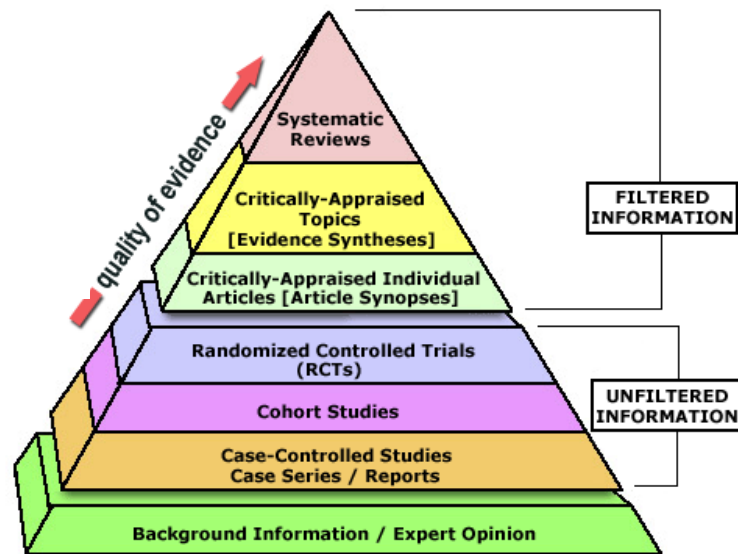 quality of evidence
Systematic
Reviews
Critically-Appraised
Topics
[Evidence Syntheses]
Critically-Appraised Individual
Articles [Article Synopses]
FILTERED
INFORMATION
Randomized Controlled Trials
(RCTs)
Cohort Studies
Case-Controlled Studies
Case Series / Reports
UNFILTERED
INFORMATION
Background Information / Expert Opinion